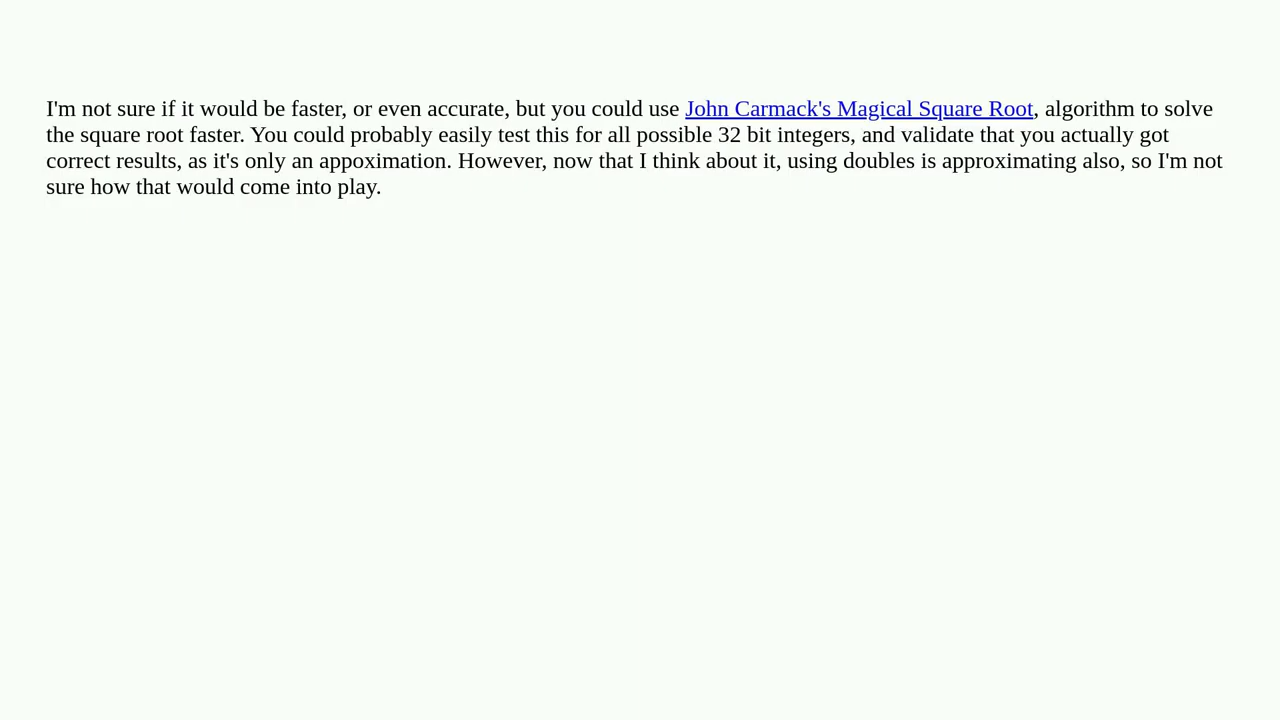 I'm not sure if it would be faster, or even accurate, but you could use John Carmack's Magical Square Root, algorithm to solve
the square root faster. You could probably easily test this for all possible 32 bit integers, and validate that you actually got
correct results, as it's only an appoximation. However, now that I think about it, using doubles is approximating also, so I'm not
sure how that would come into play.